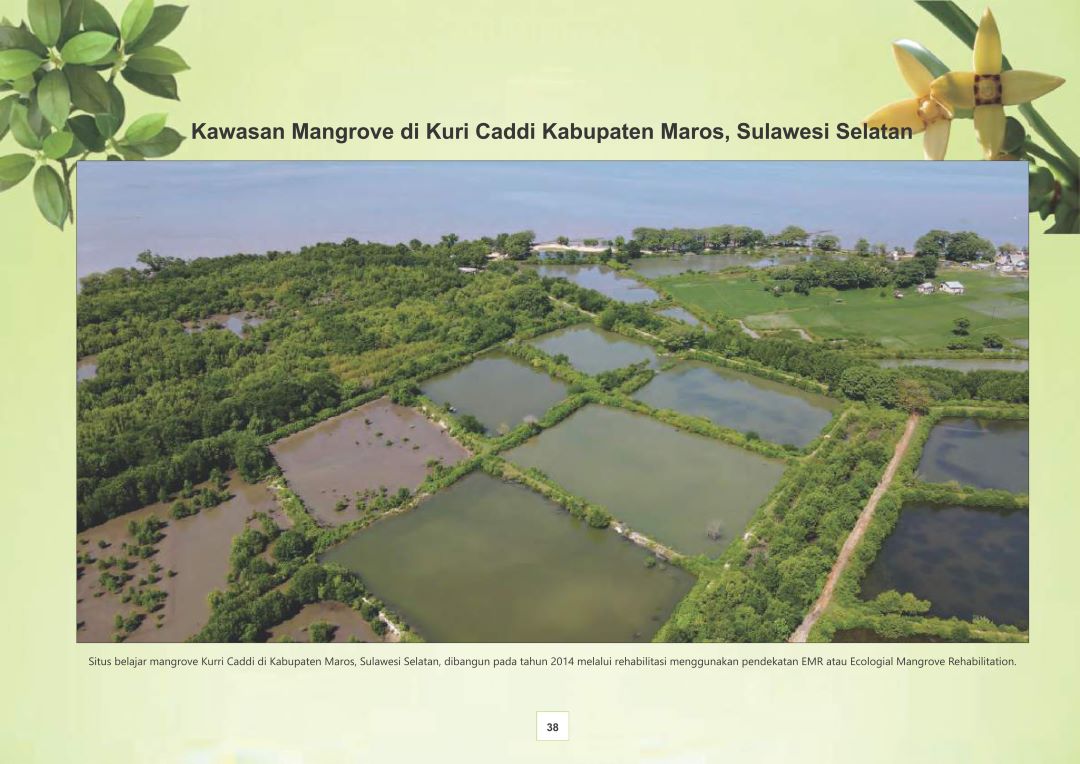 Kawasan Mangrove di Kuri Caddi Kabupaten Maros, Sulawesi Selatan
Situs belajar mangrove Kurri Caddi di Kabupaten Maros, Sulawesi Selatan, dibangun pada tahun 2014 melalui rehabilitasi menggunakan pendekatan EMR atau Ecologial Mangrove Rehabilitation.
38